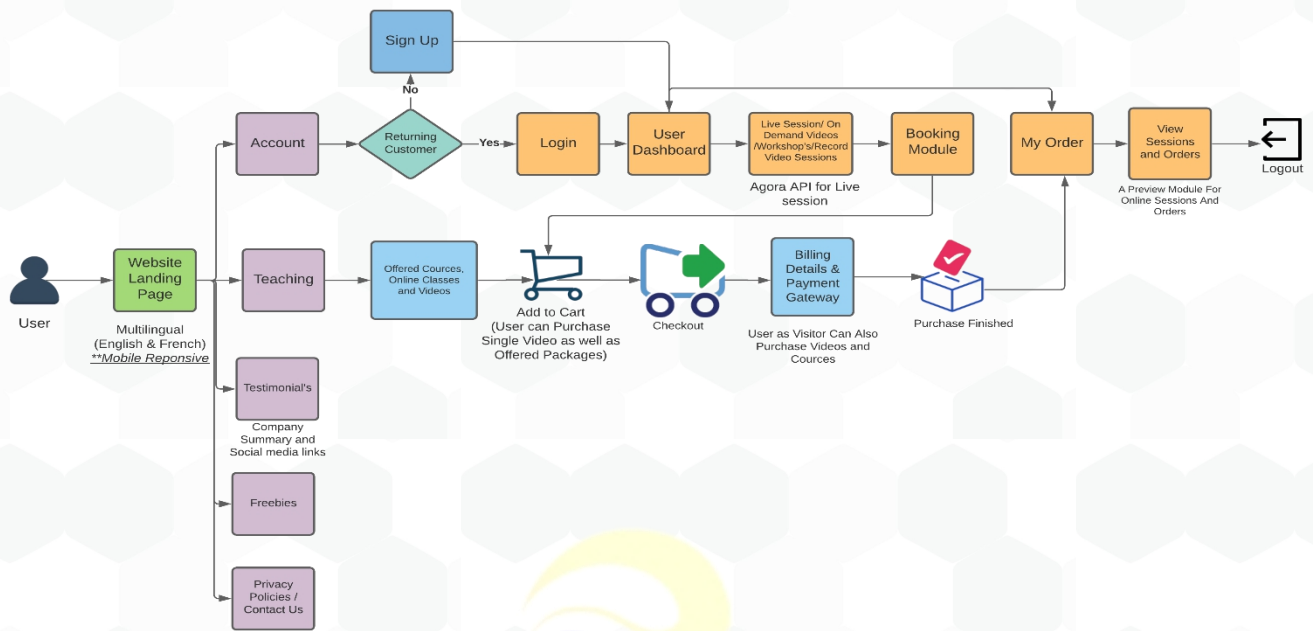 Sign Up
No
Account
Returning
Customer
Yes
Login
User
Dashboard
Live Session/ On
Demand Videos
/Workshop's/Record
Video Sessions
Agora API for Live
session
Booking
Module
My Order
View
Sessions
and Orders
A Preview Module For
Online Sessions And
Orders
Logout
User
Website
Landing
Page
Multilingual
(English & French)
**Mobile Reponsive
Teaching
Offered Cources,
Online Classes
and Videos
Add to Cart
(User can Purchase
Single Video as well as
Offered Packages)
Checkout
Billing
Details &
Payment
Gateway
User as Visitor Can Also
Purchase Videos and
Cources
Purchase Finished
Testimonial's
Company
Summary and
Social media links
Freebies
Privacy
Policies /
Contact Us